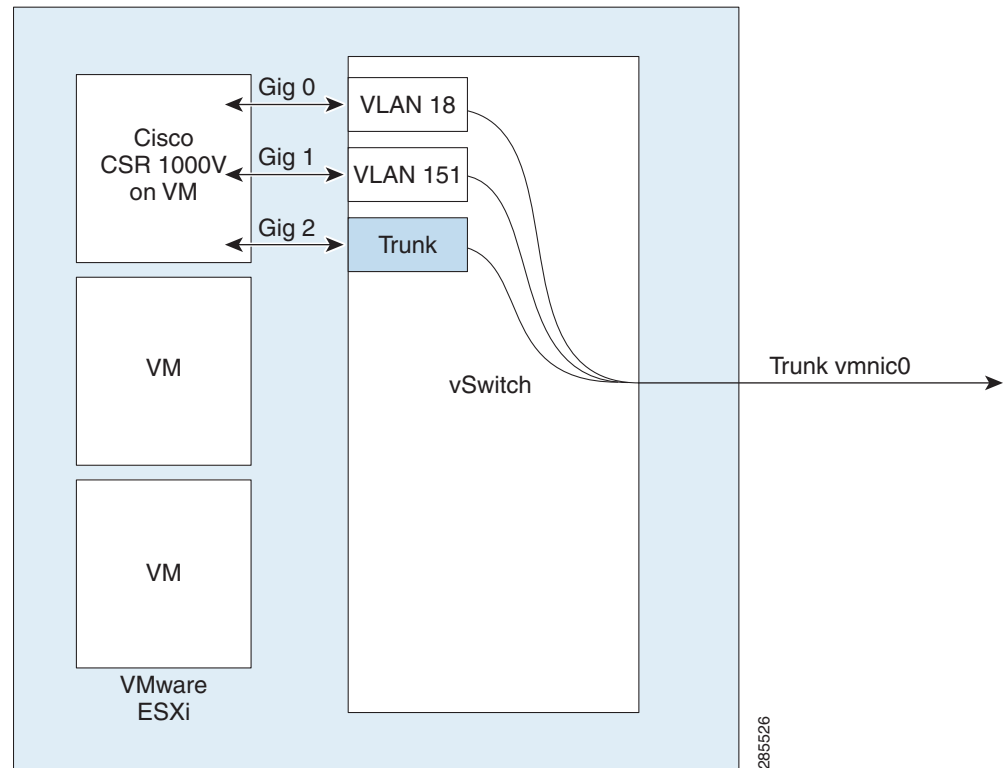 Cisco
CSR 1000V
on VM
Gig 0
Gig 1
Gig 2
VLAN 18
VLAN 151
Trunk
VM
VM
VMware
ESXi
vSwitch
Trunk vmnic0
285526